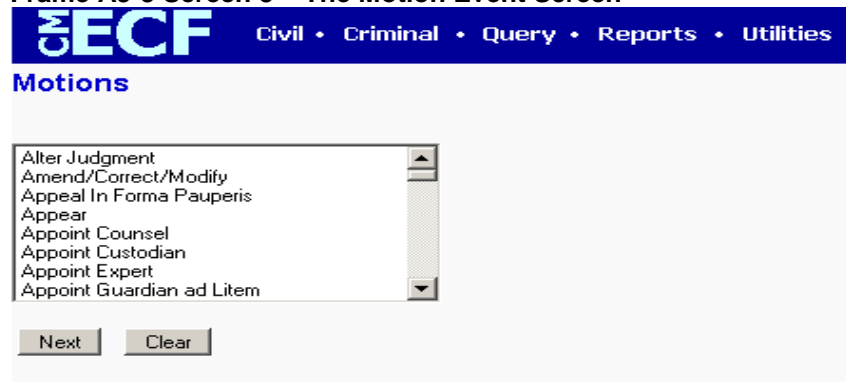 CM ECF Civil • Criminal • Query • Reports • Utilities
Motions
Alter Judgment
Amend/Correct/Modify
Appeal In Forma Pauperis
Appear
Appoint Counsel
Appoint Custodian
Appoint Expert
Appoint Guardian ad Litem
Next Clear